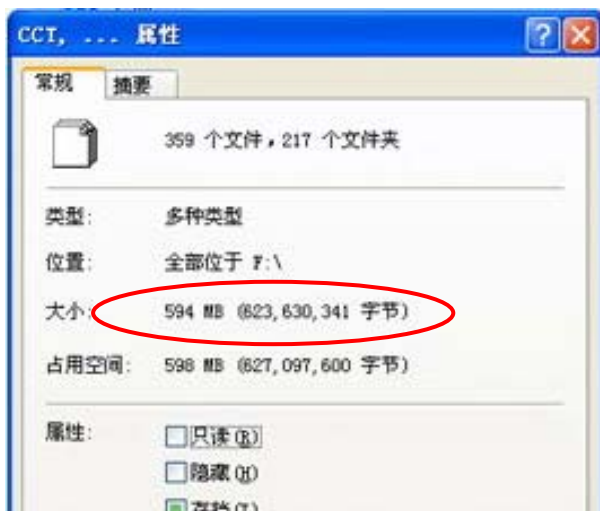 CCT, ... 属性
常规 摘要
359 个文件，217 个文件夹
类型: 多种类型
位置: 全部位于 F:\
大小: 594 MB (623,630,341 字节)
占用空间: 598 MB (627,097,600 字节)
属性: 只读(R)
隐藏(H)
存档(I)